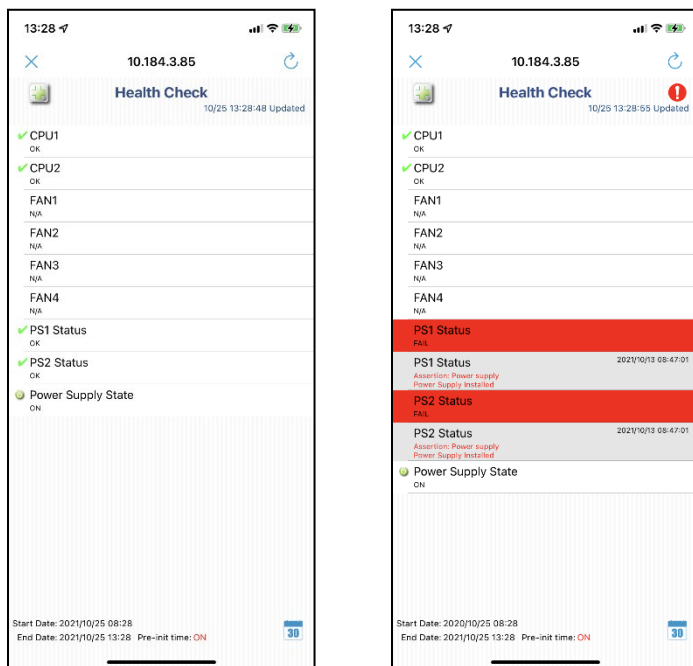 13:28
10.184.3.85
Health Check
10/25 13:28:48 Updated
CPU1
OK
CPU2
OK
FAN1
N/A
FAN2
N/A
FAN3
N/A
FAN4
N/A
PS1 Status
OK
PS2 Status
OK
Power Supply State
ON
Start Date: 2021/10/25 08:28
End Date: 2021/10/25 13:28 Pre-init time: ON
30
13:28
10.184.3.85
Health Check
10/25 13:28:55 Updated
CPU1
OK
CPU2
OK
FAN1
N/A
FAN2
N/A
FAN3
N/A
FAN4
N/A
PS1 Status
FAIL
PS1 Status 2021/10/13 08:47:01
Assertion: Power supply
Power Supply Installed
PS2 Status
FAIL
PS2 Status 2021/10/13 08:47:01
Assertion: Power supply
Power Supply Installed
Power Supply State
ON
Start Date: 2020/10/25 08:28
End Date: 2021/10/25 13:28 Pre-init time: ON
30